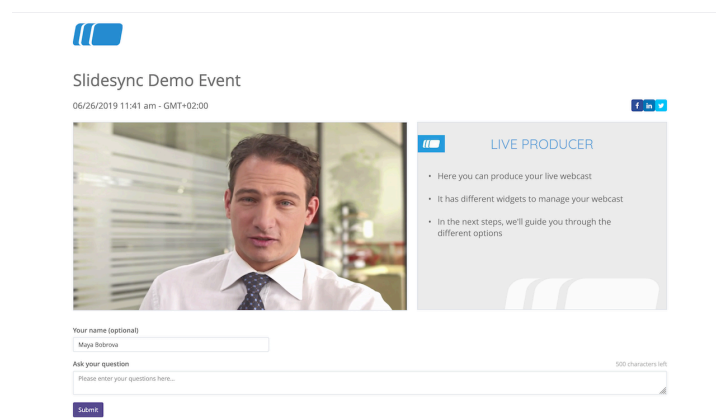 Slidesync Demo Event
06/26/2019 11:41 am - GMT+02:00
f in
LIVE PRODUCER
• Here you can produce your live webcast
• It has different widgets to manage your webcast
• In the next steps, we'll guide you through the
different options
Your name (optional)
Maya Bobrova
Ask your question 500 characters left
Please enter your questions here...
Submit